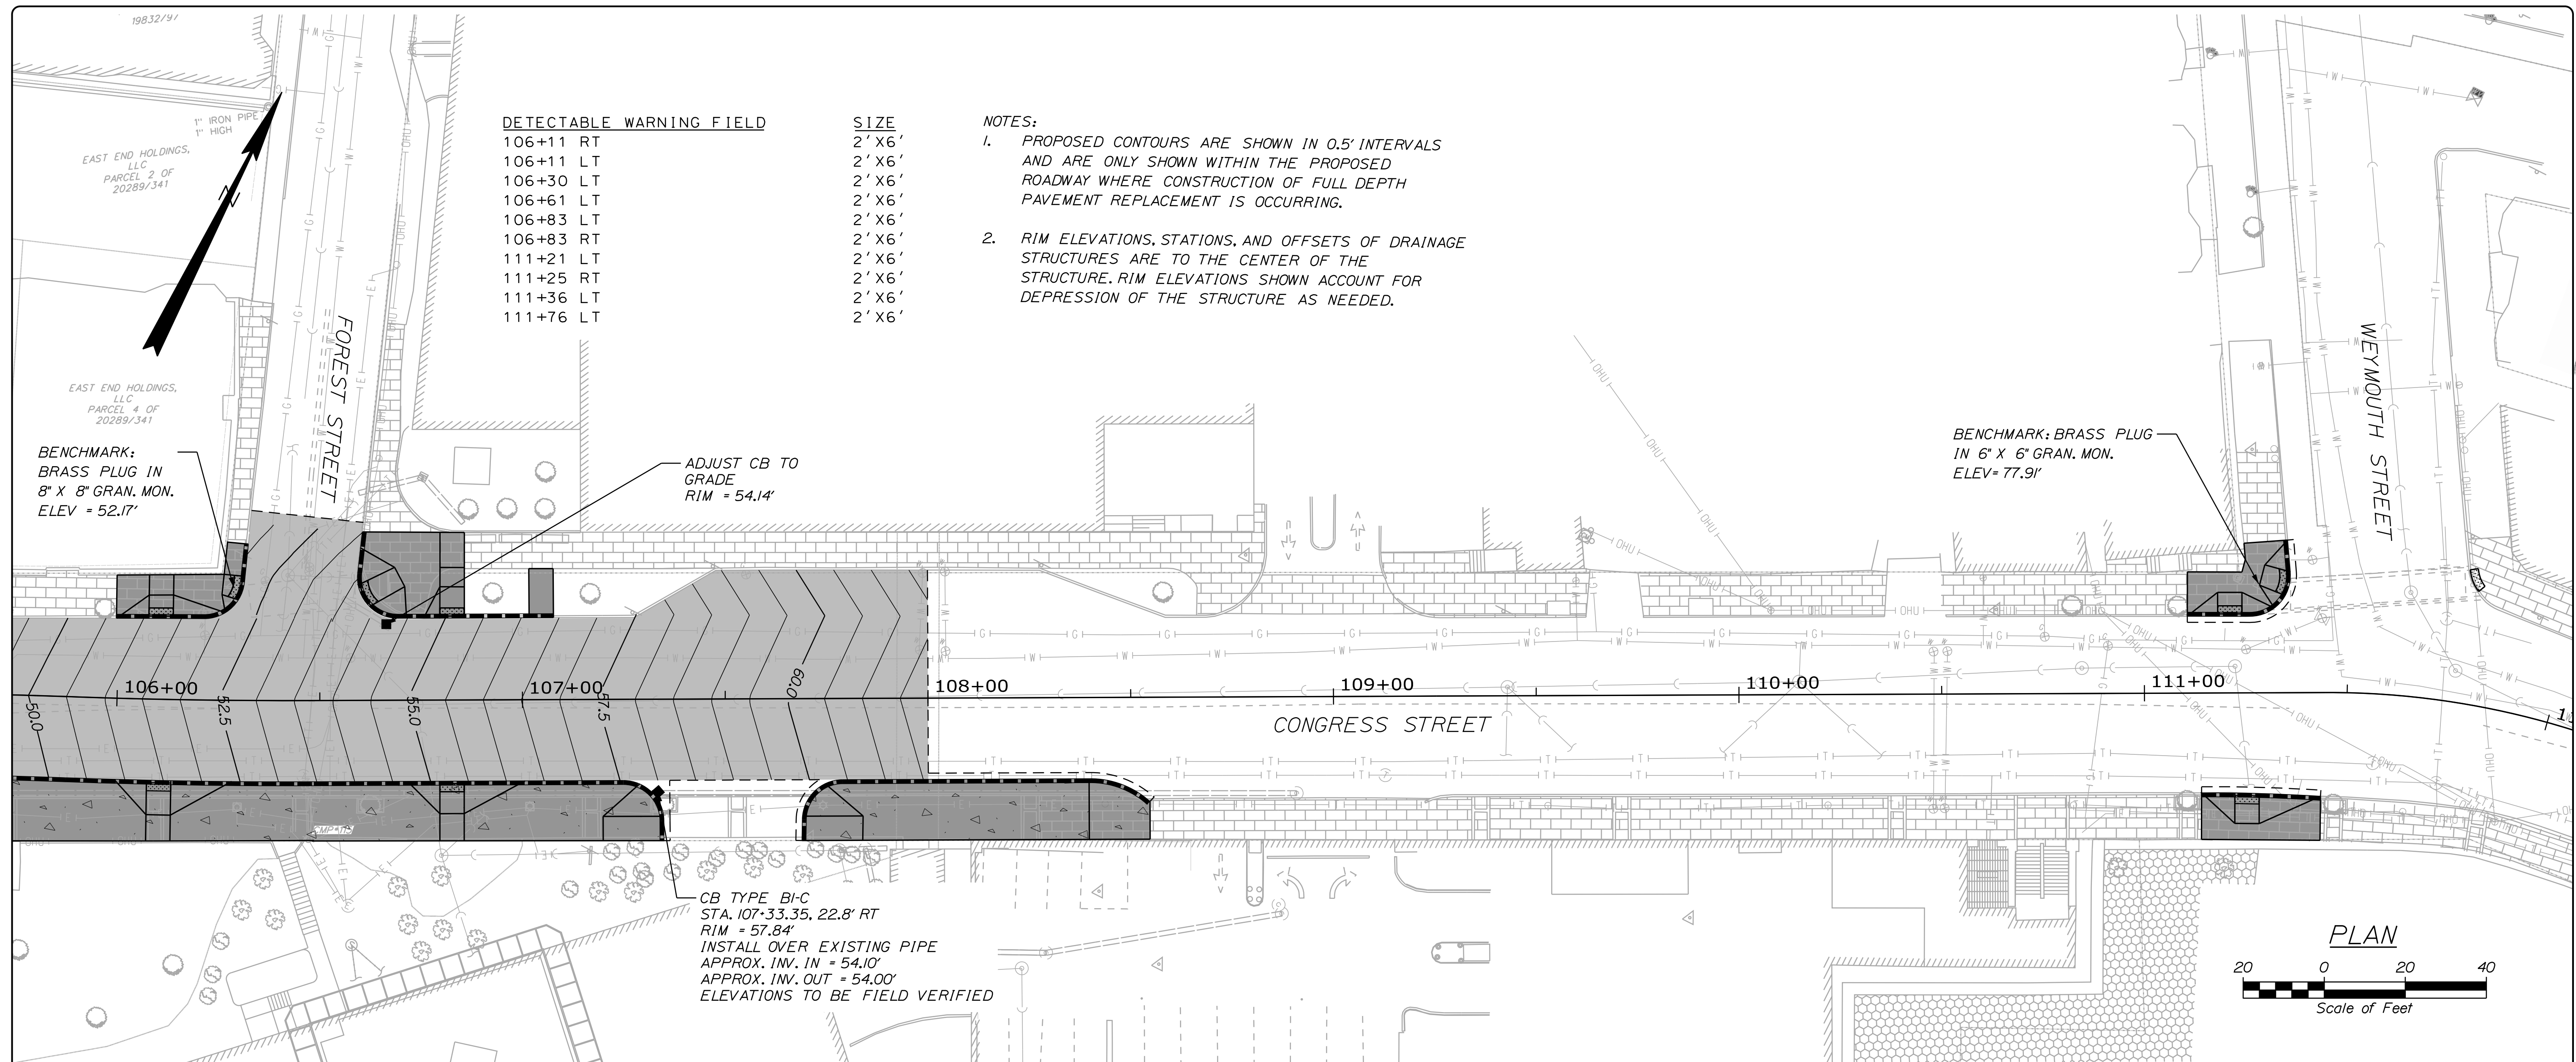 19832/97
1" IRON PIPE
1" HIGH
EAST END HOLDINGS,
LLC
PARCEL 2 OF
20289/341
N
EAST END HOLDINGS,
LLC
PARCEL 4 OF
20289/341
BENCHMARK:
BRASS PLUG IN
8" X 8" GRAN. MON.
ELEV = 52.17'
FOREST STREET
DETECTABLE WARNING FIELD SIZE
106+11 RT 2'X6'
106+11 LT 2'X6'
106+30 LT 2'X6'
106+61 LT 2'X6'
106+83 LT 2'X6'
106+83 RT 2'X6'
111+21 LT 2'X6'
111+25 RT 2'X6'
111+36 LT 2'X6'
111+76 LT 2'X6'
NOTES:
1. PROPOSED CONTOURS ARE SHOWN IN 0.5' INTERVALS
AND ARE ONLY SHOWN WITHIN THE PROPOSED
ROADWAY WHERE CONSTRUCTION OF FULL DEPTH
PAVEMENT REPLACEMENT IS OCCURRING.
2. RIM ELEVATIONS, STATIONS, AND OFFSETS OF DRAINAGE
STRUCTURES ARE TO THE CENTER OF THE
STRUCTURE. RIM ELEVATIONS SHOWN ACCOUNT FOR
DEPRESSION OF THE STRUCTURE AS NEEDED.
ADJUST CB TO
GRADE
RIM = 54.14'
BENCHMARK: BRASS PLUG
IN 6" X 6" GRAN. MON.
ELEV= 77.91'
WEYMOUTH STREET
106+00
107+00
108+00
109+00
110+00
111+00
50.0
52.5
55.0
57.5
60.0
CONGRESS STREET
CB TYPE B1-C
STA. 107+33.35, 22.8' RT
RIM = 57.84'
INSTALL OVER EXISTING PIPE
APPROX. INV. IN = 54.10'
APPROX. INV. OUT = 54.00'
ELEVATIONS TO BE FIELD VERIFIED
PLAN
20 0 20 40
Scale of Feet